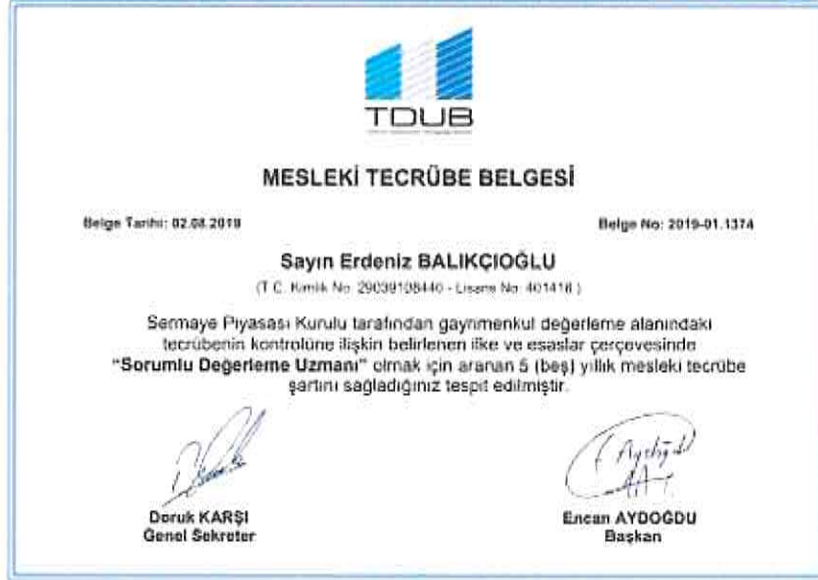 TDUB
MESLEKİ TECRÜBE BELGESİ
Belge Tarihi: 02.08.2019
Belge No: 2019-01.1374
Sayın Erdeniz BALIKÇIOĞLU
(T.C. Kimlik No: 29039108440 - Lisans No: 401416 )
Sermaye Piyasası Kurulu tarafından gayrimenkul değerleme alanındaki
tecrübenin kontrolüne ilişkin belirlenen ilke ve esaslar çerçevesinde
“Sorumlu Değerleme Uzmanı” olmak için aranan 5 (beş) yıllık mesleki tecrübe
şartını sağladığınız tespit edilmiştir.
Doruk KARŞI
Genel Sekreter
Encan AYDOĞDU
Başkan